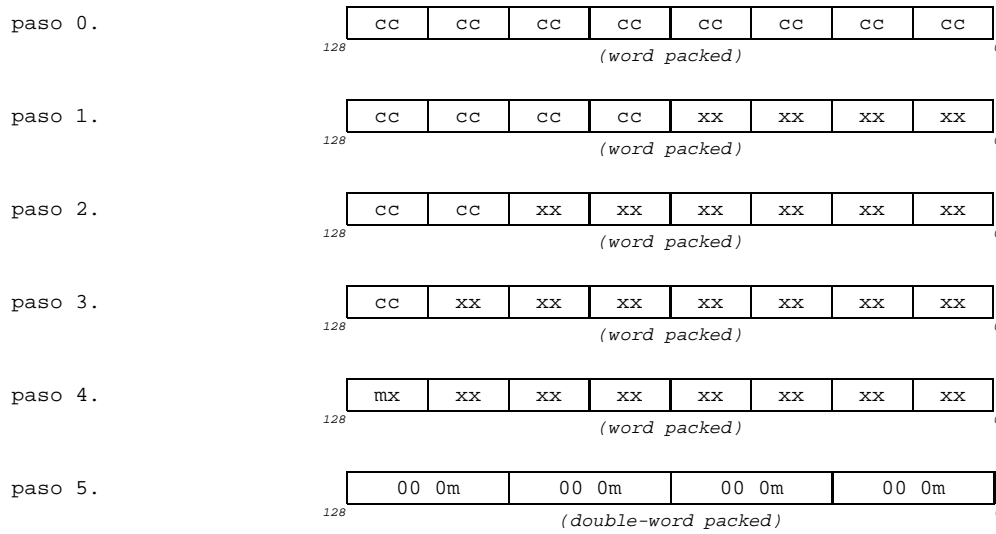 paso 0. cc cc cc cc cc cc cc cc
128
(word packed)
paso 1. cc cc cc cc xx xx xx xx
128
(word packed)
paso 2. cc cc xx xx xx xx xx xx
128
(word packed)
paso 3. cc xx xx xx xx xx xx xx
128
(word packed)
paso 4. mx xx xx xx xx xx xx xx
128
(word packed)
paso 5. 00 0m 00 0m 00 0m 00 0m
128
(double-word packed)